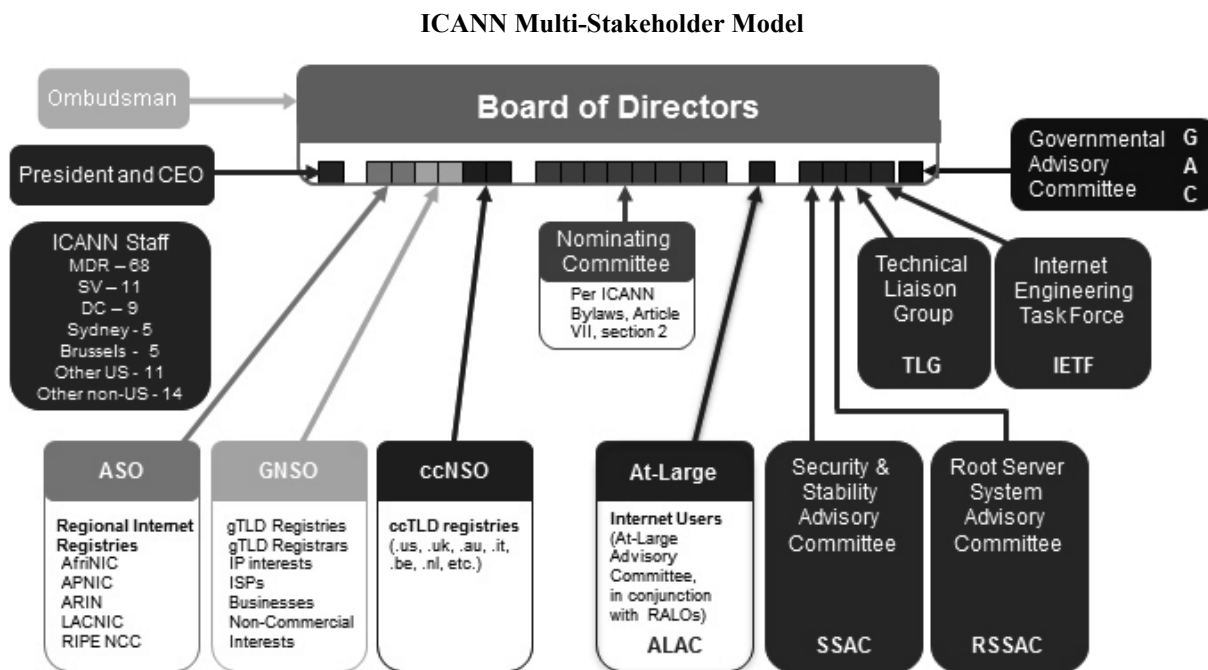 ICANN Multi-Stakeholder Model
Ombudsman
Board of Directors
President and CEO
Governmental
Advisory
Committee
G
A
C
ICANN Staff
MDR – 68
SV – 11
DC – 9
Sydney - 5
Brussels - 5
Other US - 11
Other non-US - 14
Nominating
Committee
Per ICANN
Bylaws, Article
VII, section 2
Technical
Liaison
Group
TLG
Internet
Engineering
Task Force
IETF
ASO
Regional Internet
Registries
AfriNIC
APNIC
ARIN
LACNIC
RIPE NCC
GNSO
gTLD Registries
gTLD Registrars
IP interests
ISPs
Businesses
Non-Commercial
Interests
ccNSO
ccTLD registries
(.us, .uk, .au, .it,
.be, .nl, etc.)
At-Large
Internet Users
(At-Large
Advisory
Committee,
in conjunction
with RALOs)
ALAC
Security &
Stability
Advisory
Committee
SSAC
Root Server
System
Advisory
Committee
RSSAC